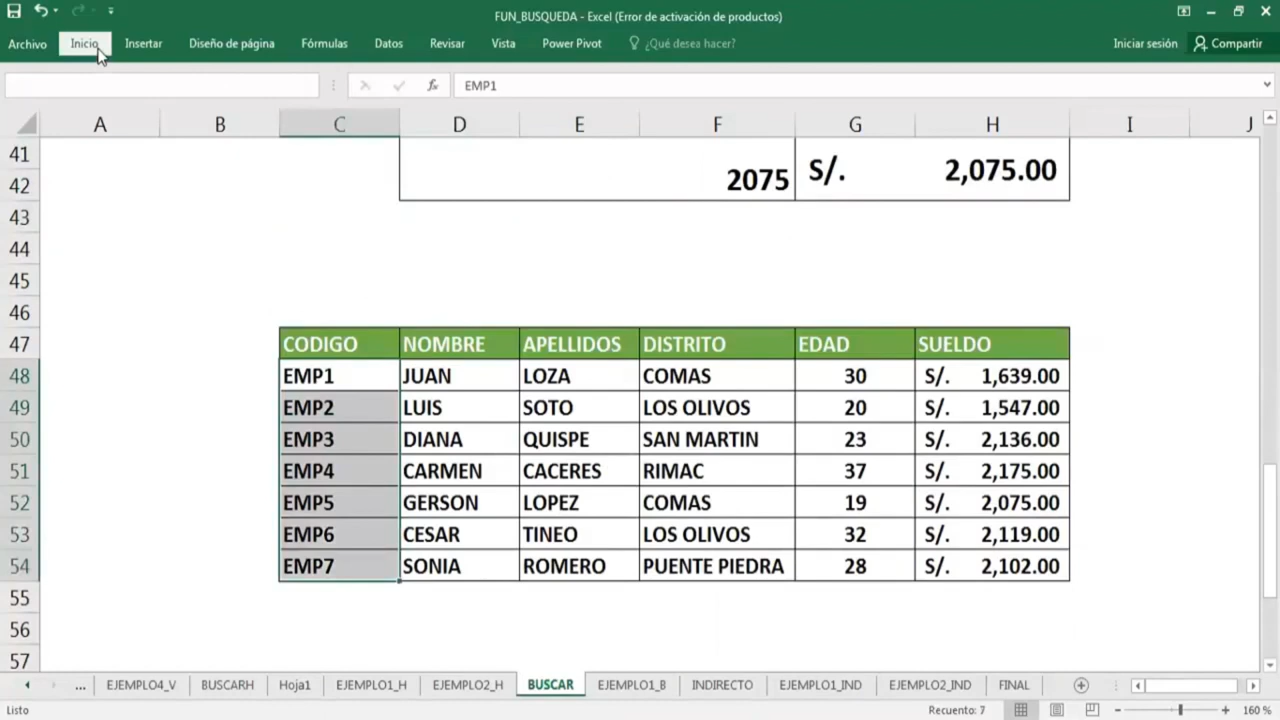 FUN_BUSQUEDA - Excel (Error de activación de productos)
Archivo Inicio Insertar Diseño de página Fórmulas Datos Revisar Vista Power Pivot ¿Qué desea hacer? Iniciar sesión Compartir
fx EMP1
A B C D E F G H I J
41
42 2075 S/. 2,075.00
43
44
45
46
47 CODIGO NOMBRE APELLIDOS DISTRITO EDAD SUELDO
48 EMP1 JUAN LOZA COMAS 30 S/. 1,639.00
49 EMP2 LUIS SOTO LOS OLIVOS 20 S/. 1,547.00
50 EMP3 DIANA QUISPE SAN MARTIN 23 S/. 2,136.00
51 EMP4 CARMEN CACERES RIMAC 37 S/. 2,175.00
52 EMP5 GERSON LOPEZ COMAS 19 S/. 2,075.00
53 EMP6 CESAR TINEO LOS OLIVOS 32 S/. 2,119.00
54 EMP7 SONIA ROMERO PUENTE PIEDRA 28 S/. 2,102.00
55
56
57
... EJEMPLO4_V BUSCARH Hoja1 EJEMPLO1_H EJEMPLO2_H BUSCAR EJEMPLO1_B INDIRECTO EJEMPLO1_IND EJEMPLO2_IND FINAL
Listo Recuento: 7 160 %